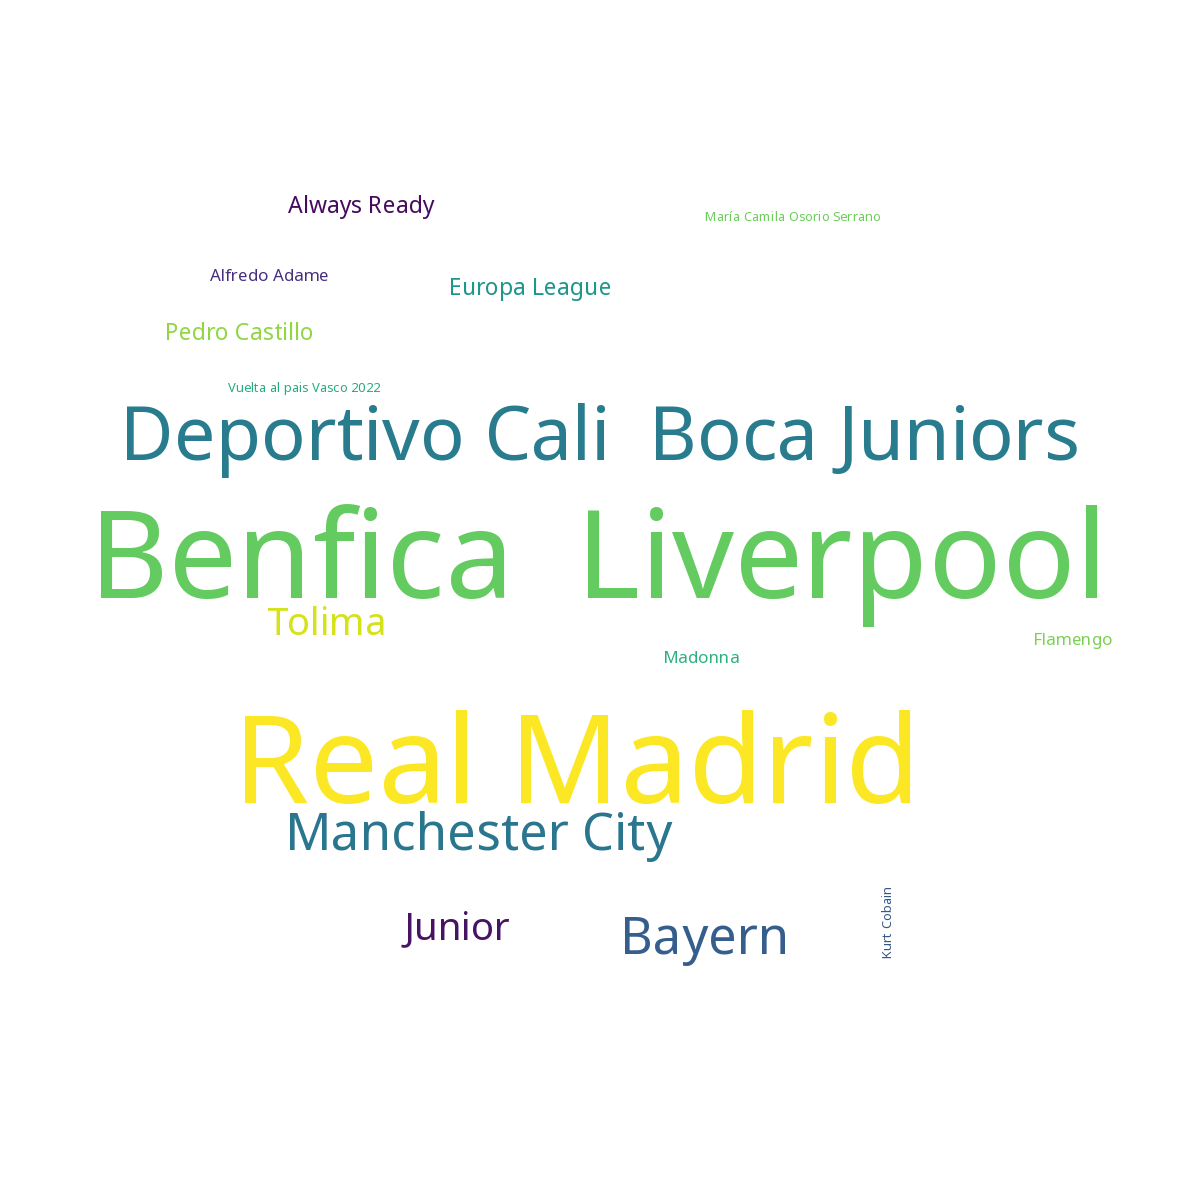 Always Ready
María Camila Osorio Serrano
Alfredo Adame
Europa League
Pedro Castillo
Vuelta al pais Vasco 2022
Deportivo Cali Boca Juniors
Benfica Liverpool
Tolima
Flamengo
Madonna
Real Madrid
Manchester City
Junior
Bayern
Kurt Cobain